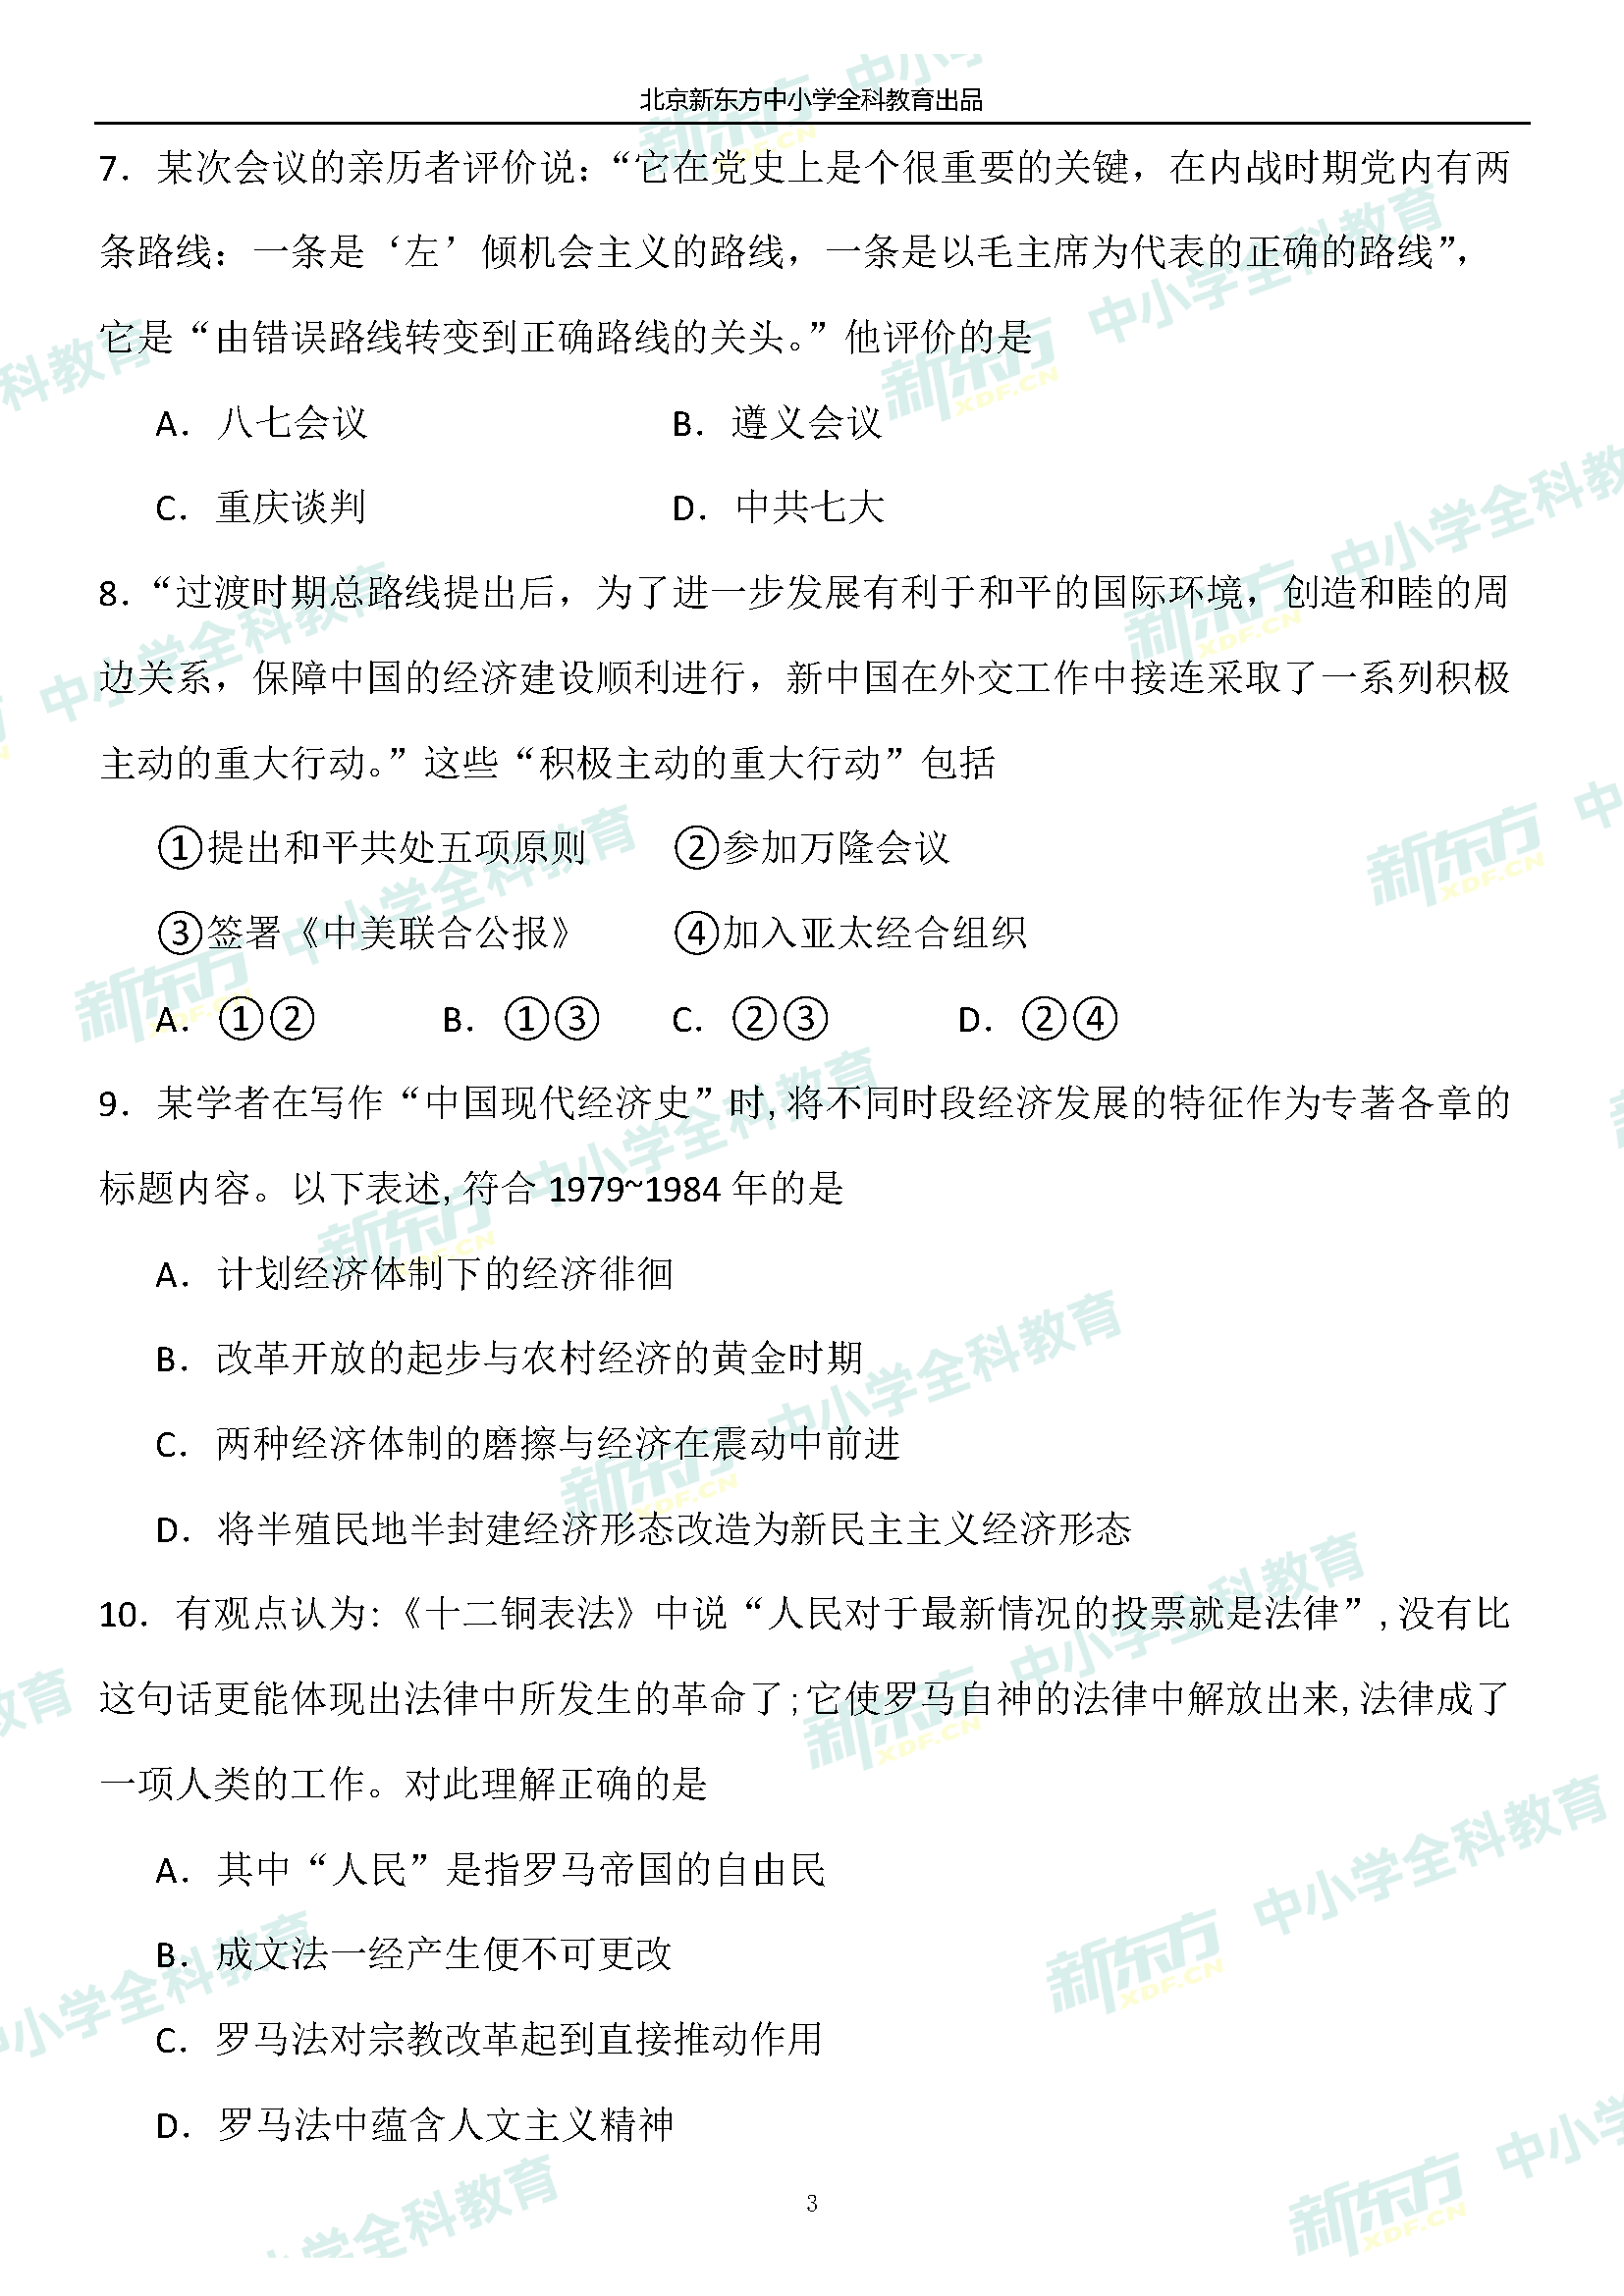 北京新东方中小学全科教育出品
7．某次会议的亲历者评价说：“它在党史上是个很重要的关键，在内战时期党内有两
条路线：一条是‘左’倾机会主义的路线，一条是以毛主席为代表的正确的路线”，
它是“由错误路线转变到正确路线的关头。”他评价的是
A．八七会议 B．遵义会议
C．重庆谈判 D．中共七大
8．“过渡时期总路线提出后，为了进一步发展有利于和平的国际环境，创造和睦的周
边关系，保障中国的经济建设顺利进行，新中国在外交工作中接连采取了一系列积极
主动的重大行动。”这些“积极主动的重大行动”包括
①提出和平共处五项原则 ②参加万隆会议
③签署《中美联合公报》 ④加入亚太经合组织
A．①② B．①③ C．②③ D．②④
9．某学者在写作“中国现代经济史”时,将不同时段经济发展的特征作为专著各章的
标题内容。以下表述,符合1979~1984年的是
A．计划经济体制下的经济徘徊
B．改革开放的起步与农村经济的黄金时期
C．两种经济体制的磨擦与经济在震动中前进
D．将半殖民地半封建经济形态改造为新民主主义经济形态
10．有观点认为:《十二铜表法》中说“人民对于最新情况的投票就是法律”,没有比
这句话更能体现出法律中所发生的革命了;它使罗马自神的法律中解放出来,法律成了
一项人类的工作。对此理解正确的是
A．其中“人民”是指罗马帝国的自由民
B．成文法一经产生便不可更改
C．罗马法对宗教改革起到直接推动作用
D．罗马法中蕴含人文主义精神
3
新东方 XDF.CN 中小学全科教育